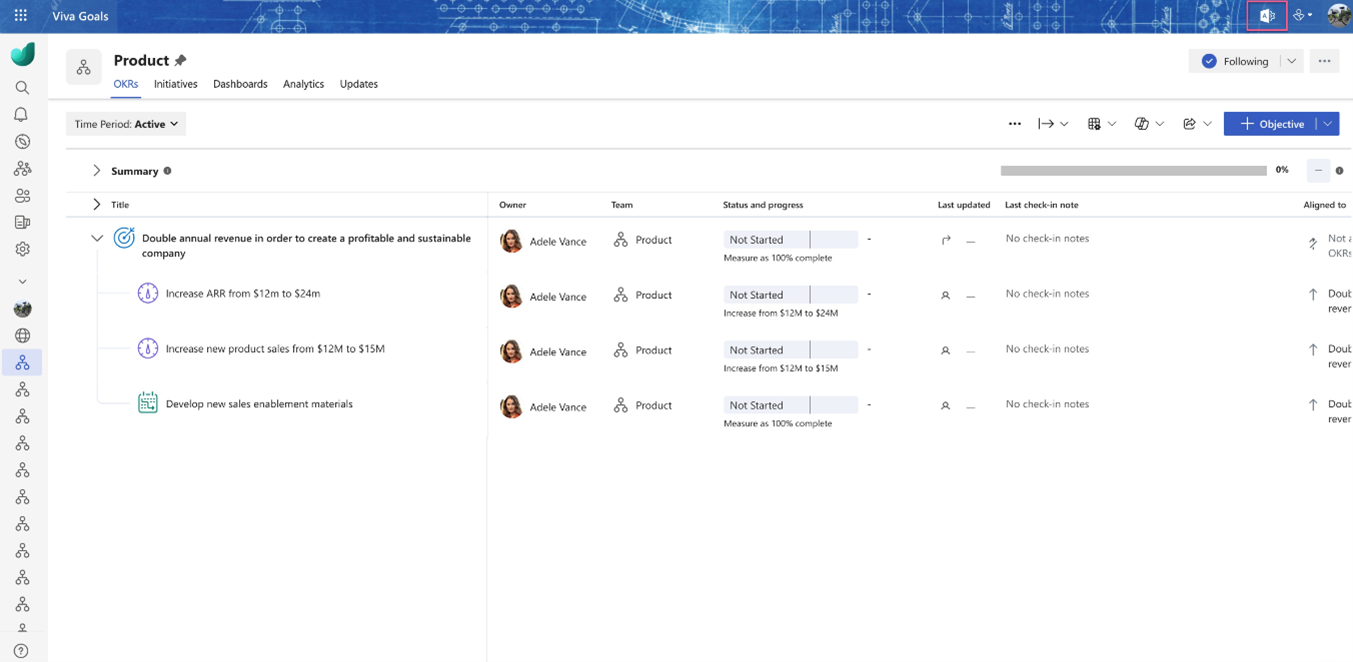 Viva Goals
Product
Following
OKRs Initiatives Dashboards Analytics Updates
Time Period: Active
Objective
Summary
0%
Title Owner Team Status and progress Last updated Last check-in note Aligned to
Double annual revenue in order to create a profitable and sustainable
company
Adele Vance Product Not Started - No check-in notes Not
Measure as 100% complete OKRs
Increase ARR from $12m to $24m Adele Vance Product Not Started - No check-in notes
Increase from $12M to $24M
Increase new product sales from $12M to $15M Adele Vance Product Not Started - No check-in notes
Increase from $12M to $15M
Develop new sales enablement materials Adele Vance Product Not Started - No check-in notes
Measure as 100% complete